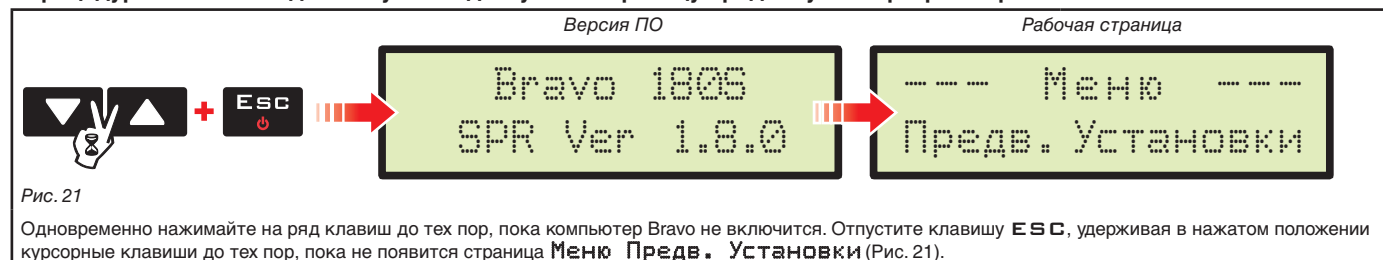 Версия ПО
Рабочая страница
Esc
Bravo 180S
SPR Ver 1.8.0
--- Меню ---
Предв. Установки
Рис. 21
Одновременно нажимайте на ряд клавиш до тех пор, пока компьютер Bravo не включится. Отпустите клавишу ESC, удерживая в нажатом положении
курсорные клавиши до тех пор, пока не появится страница Меню Предв. Установки (Рис. 21).